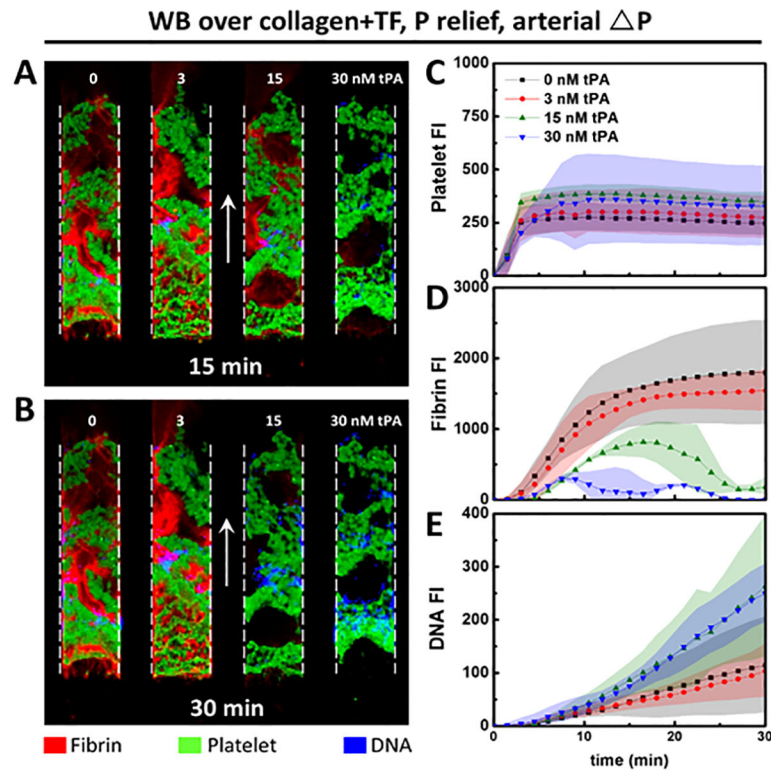 WB over collagen+TF, P relief, arterial △P
A
0 3 15 30 nM tPA
15 min
B
0 3 15 30 nM tPA
30 min
Fibrin Platelet DNA
C
Platelet FI
1000
750
500
250
0
0 nM tPA
3 nM tPA
15 nM tPA
30 nM tPA
D
Fibrin FI
3000
2000
1000
0
E
DNA FI
400
300
200
100
0
0 10 20 30
time (min)